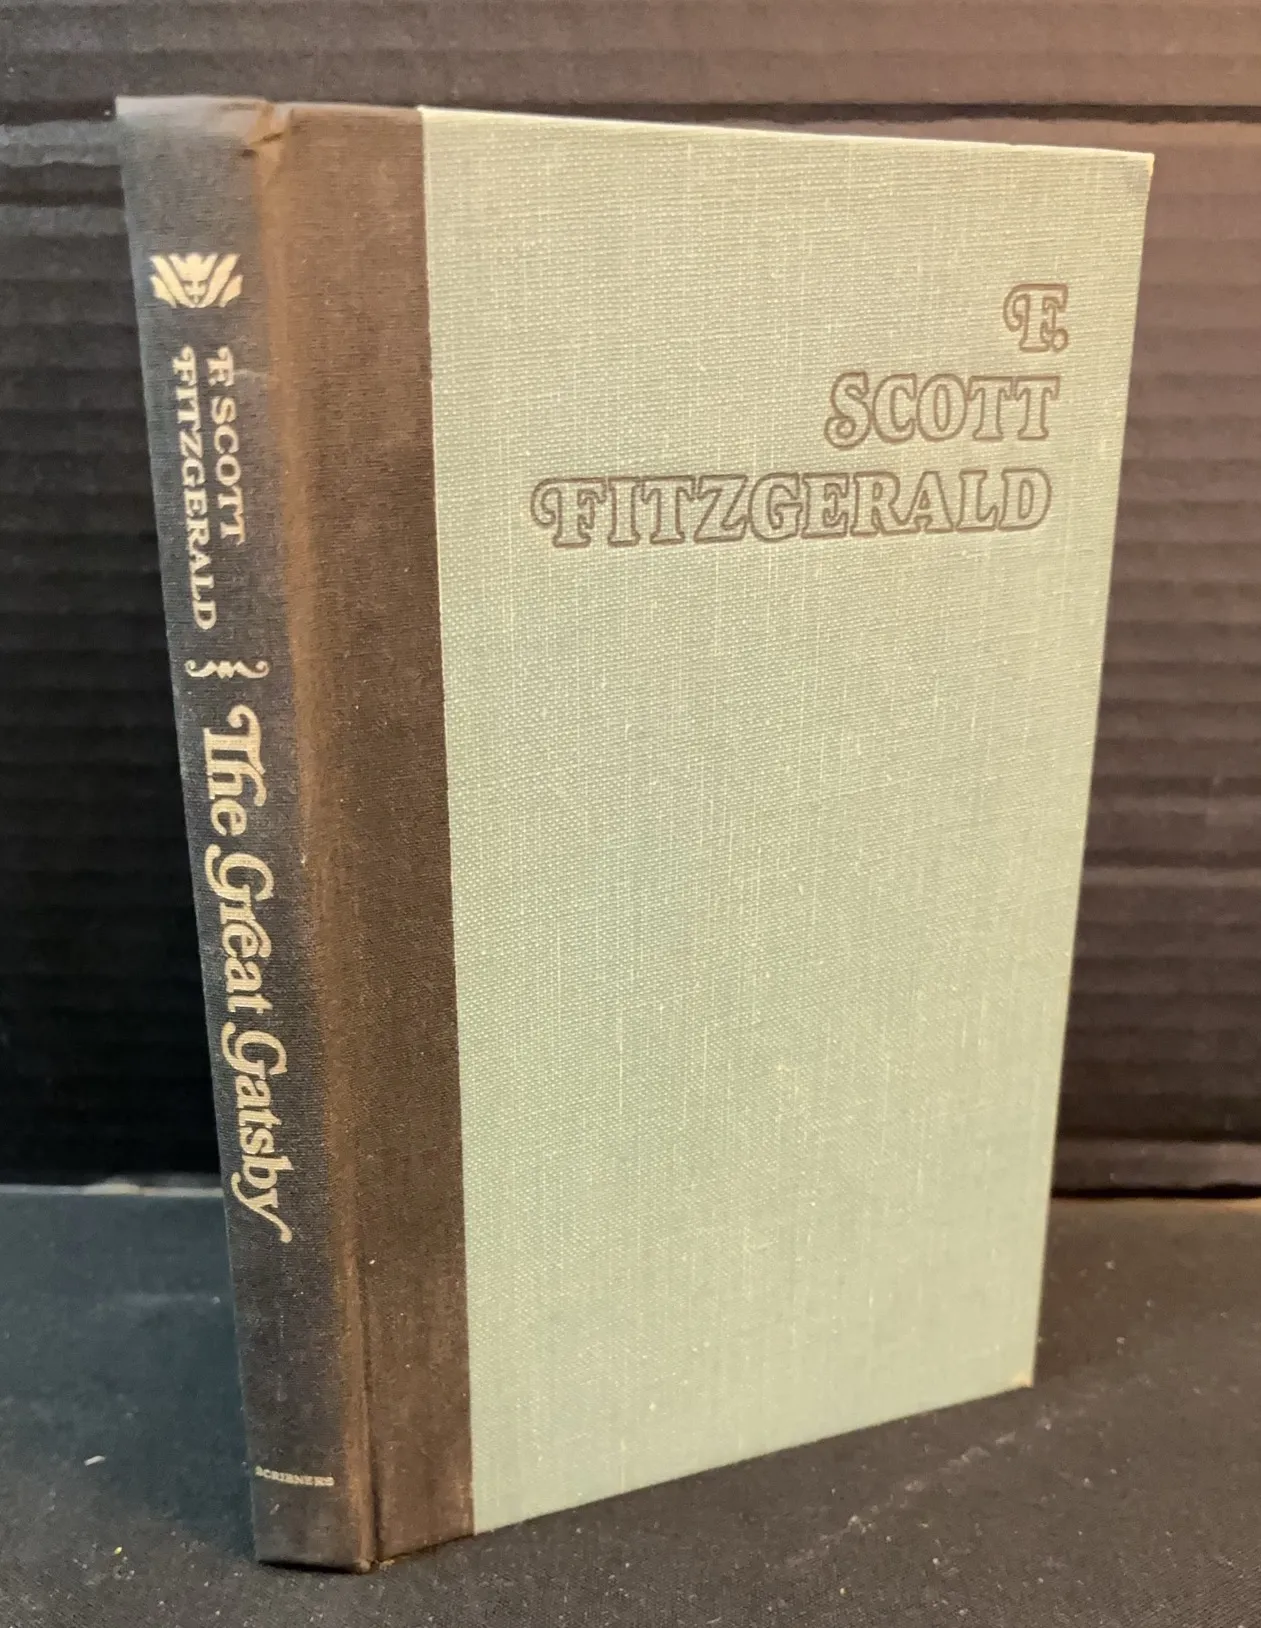 F. SCOTT
FITZGERALD
The Great Gatsby
SCRIBNERS
F.
SCOTT
FITZGERALD